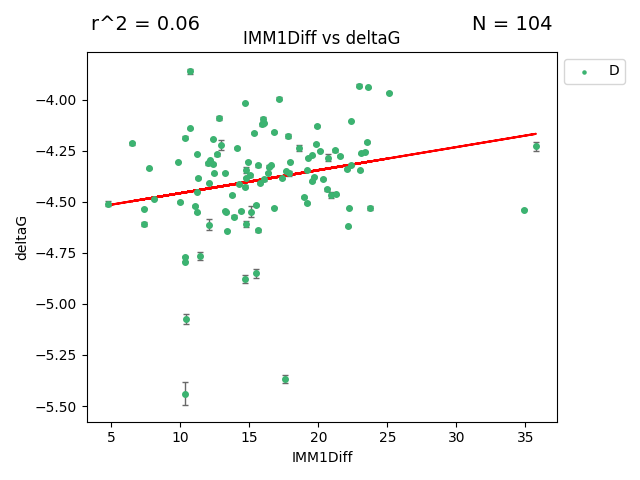 r^2 = 0.06
N = 104
IMM1Diff vs deltaG
D
−4.00
−4.25
−4.50
−4.75
−5.00
−5.25
−5.50
deltaG
5 10 15 20 25 30 35
IMM1Diff